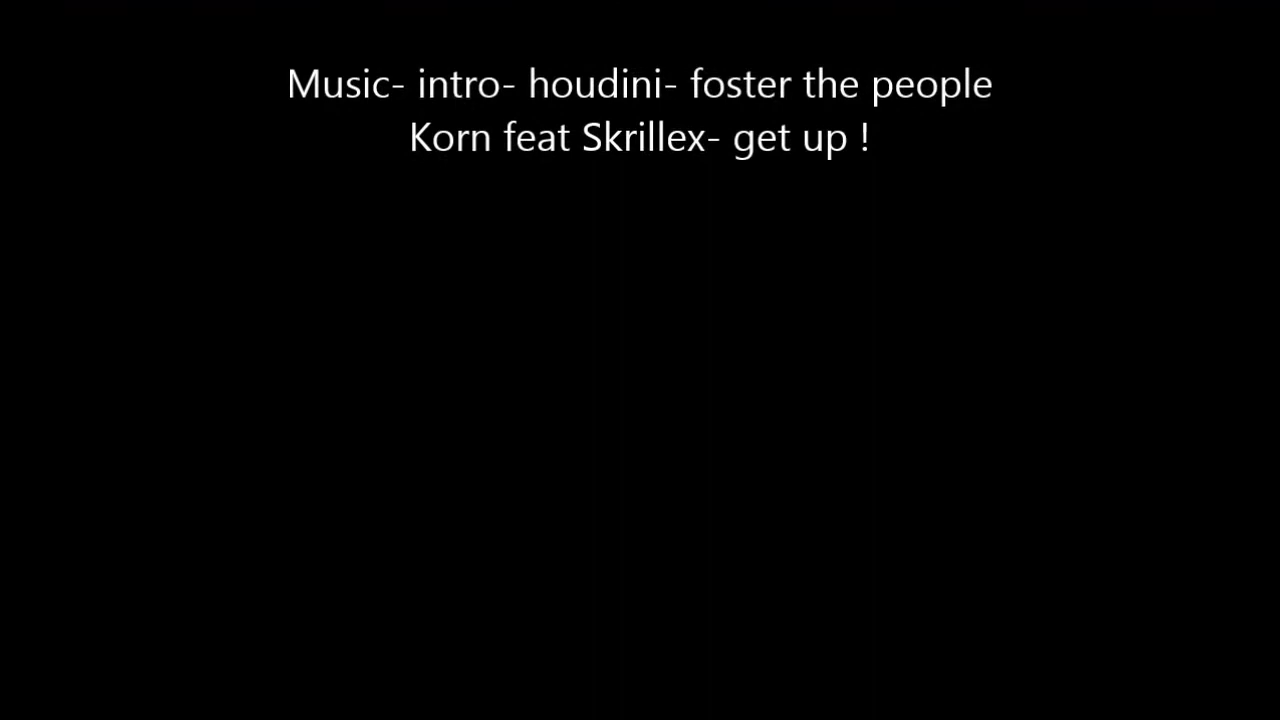 Music- intro- houdini- foster the people
Korn feat Skrillex- get up !